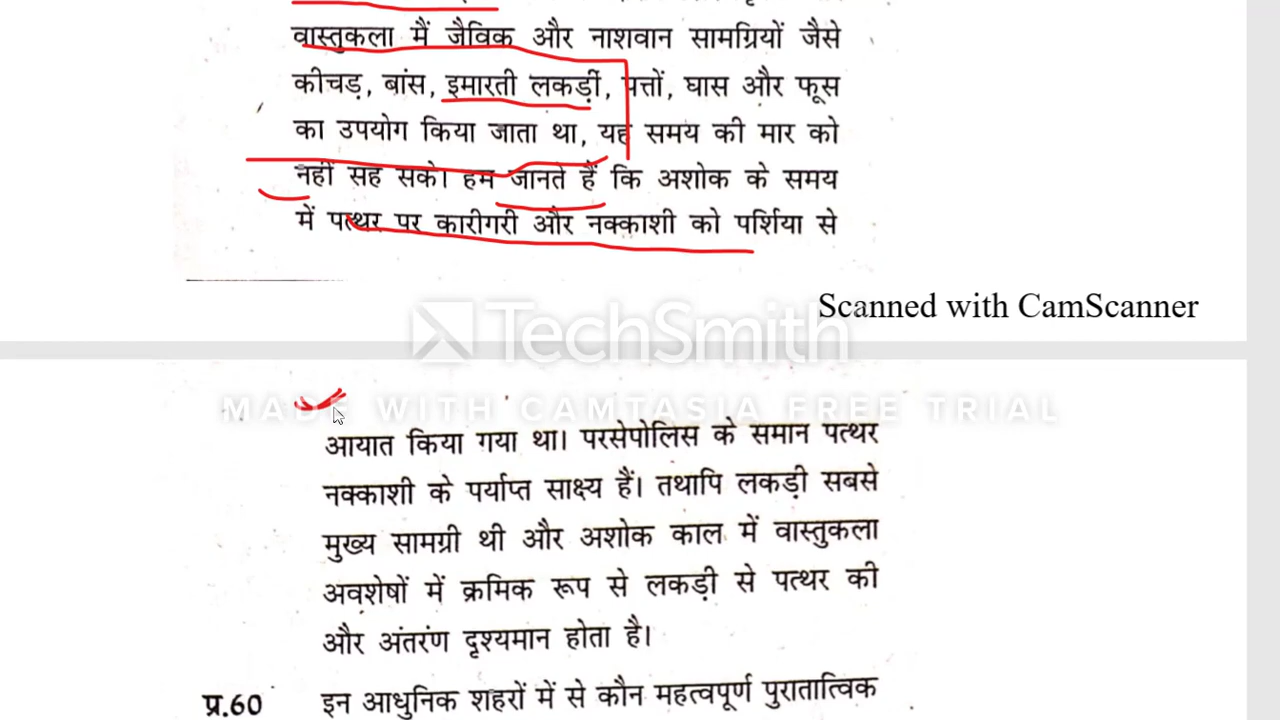 वास्तुकला मैं जैविक और नाशवान सामग्रियों जैसे
कीचड़, बांस, इमारती लकड़ी, पत्तों, घास और फूस
का उपयोग किया जाता था, यह समय की मार को
नहीं सह सके। हम जानते हैं कि अशोक के समय
में पत्थर पर कारीगरी और नक्काशी को पर्शिया से
Scanned with CamScanner
TechSmith
MADE WITH CAMTASIA FREE TRIAL
आयात किया गया था। परसेपोलिस के समान पत्थर
नक्काशी के पर्याप्त साक्ष्य हैं। तथापि लकड़ी सबसे
मुख्य सामग्री थी और अशोक काल में वास्तुकला
अवशेषों में क्रमिक रूप से लकड़ी से पत्थर की
और अंतरंण दृश्यमान होता है।
प्र.60 इन आधुनिक शहरों में से कौन महत्वपूर्ण पुरातात्विक